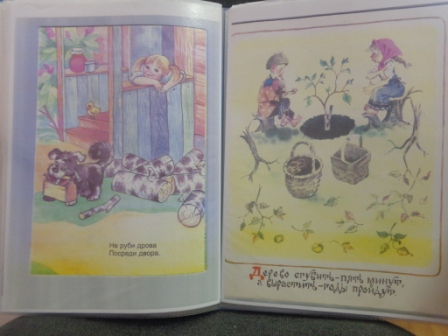 Не руби дрова
Посреди двора.
Дерево срубить-пять минут,
а вырастить-годы пройдут.